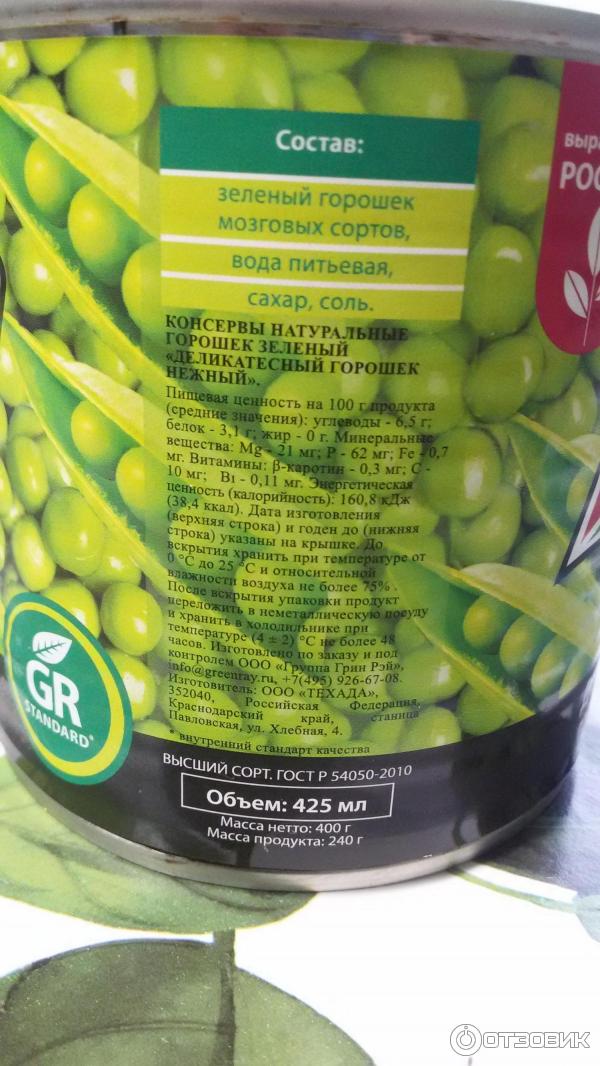 Состав:
зеленый горошек
мозговых сортов,
вода питьевая,
сахар, соль.
КОНСЕРВЫ НАТУРАЛЬНЫЕ
ГОРОШЕК ЗЕЛЕНЫЙ
«ДЕЛИКАТЕСНЫЙ ГОРОШЕК
НЕЖНЫЙ».
Пищевая ценность на 100 г продукта
(средние значения): углеводы - 6,5 г;
белок - 3,1 г; жир - 0 г. Минеральные
вещества: Mg - 21 мг; P - 62 мг; Fe - 0,7
мг. Витамины: β-каротин - 0,3 мг; C -
10 мг; B1 - 0,11 мг. Энергетическая
ценность (калорийность): 160,8 кДж
(38,4 ккал). Дата изготовления
(верхняя строка) и годен до (нижняя
строка) указаны на крышке. До
вскрытия хранить при температуре от
0 °C до 25 °C и относительной
влажности воздуха не более 75% .
После вскрытия упаковки продукт
переложить в неметаллическую посуду
и хранить в холодильнике при
температуре (4 ± 2) °C не более 48
часов. Изготовлено по заказу и под
контролем ООО «Группа Грин Рэй»,
info@greenray.ru, +7(495) 926-67-08.
Изготовитель: ООО «ТЕХАДА»,
352040, Российская Федерация,
Краснодарский край, станица
Павловская, ул. Хлебная, 4.
* внутренний стандарт качества
ВЫСШИЙ СОРТ. ГОСТ Р 54050-2010
Объем: 425 мл
Масса нетто: 400 г
Масса продукта: 240 г
GR
STANDARD*
выра
РОС
ОТЗОВИК